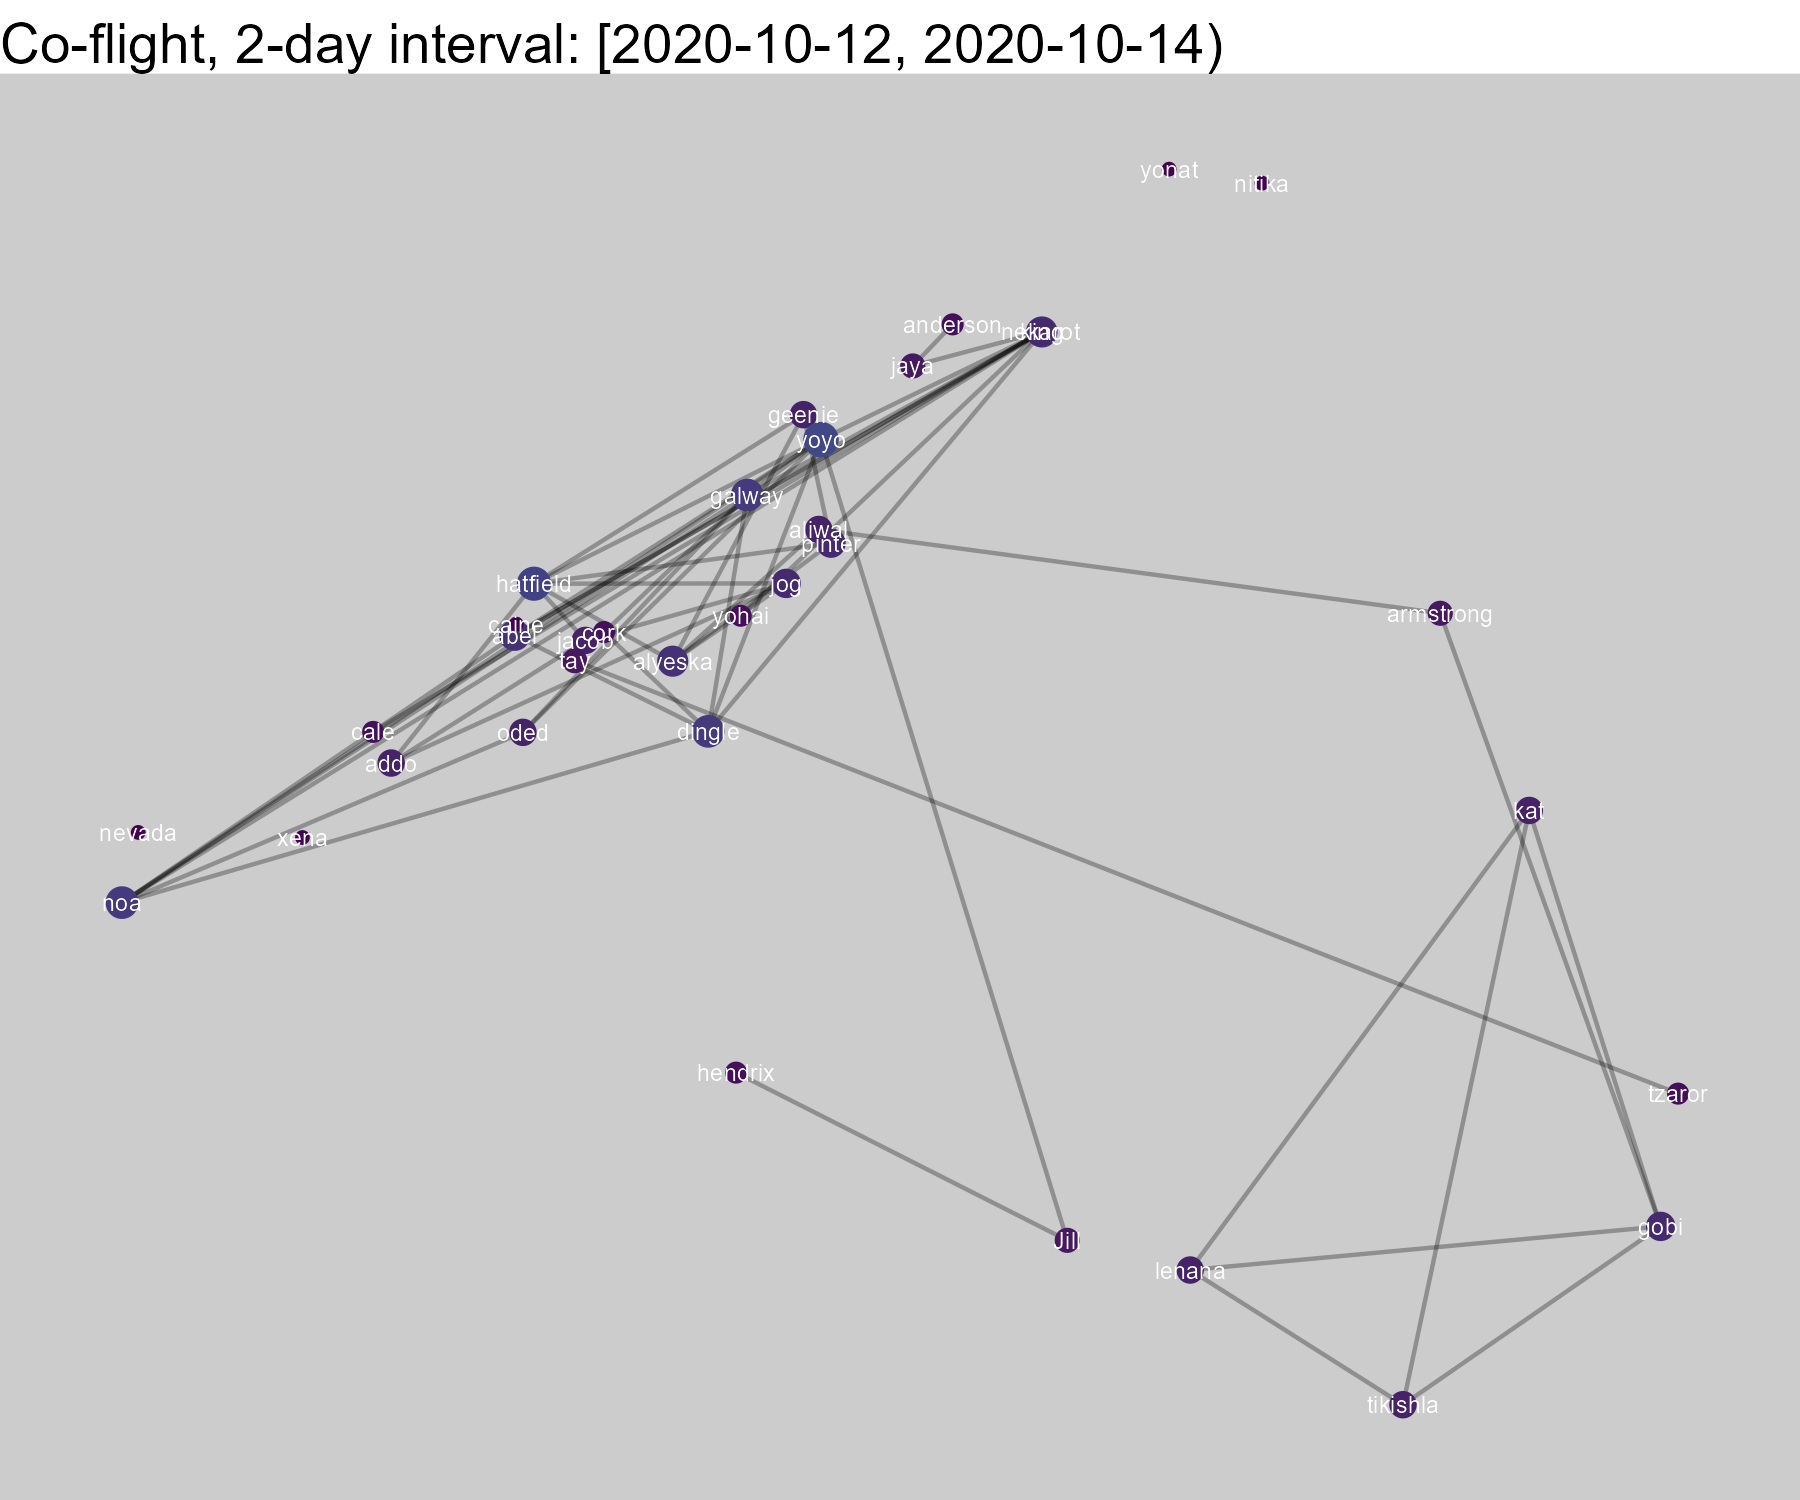 Co-flight, 2-day interval: [2020-10-12, 2020-10-14)
yonat
nitika
anderson
jaya
geenie
yoyo
galway
aliwal
pinter
hatfield
jog
armstrong
yohai
caine
abel
cork
jacob
tay
alyeska
cale
oded
dingle
addo
kat
nevada
xena
noa
hendrix
tzaror
gobi
Jill
lenana
tikishla